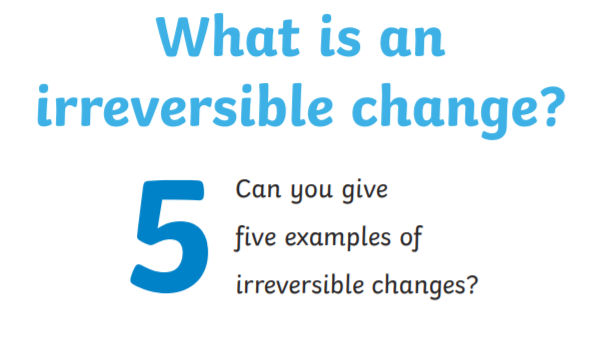 What is an
irreversible change?
5
Can you give
five examples of
irreversible changes?